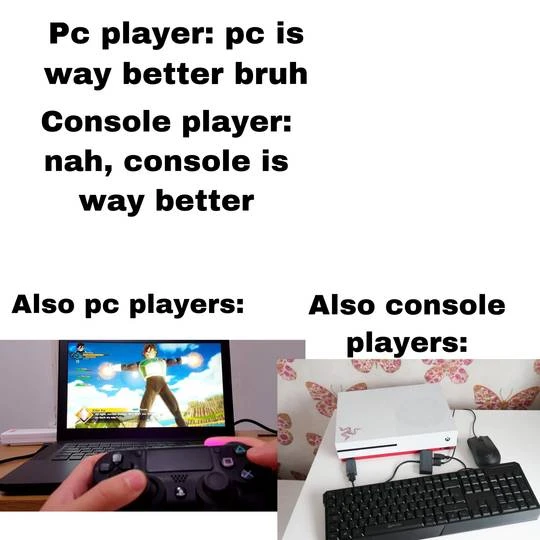 Pc player: pc is
way better bruh
Console player:
nah, console is
way better
Also pc players:
Also console
players: